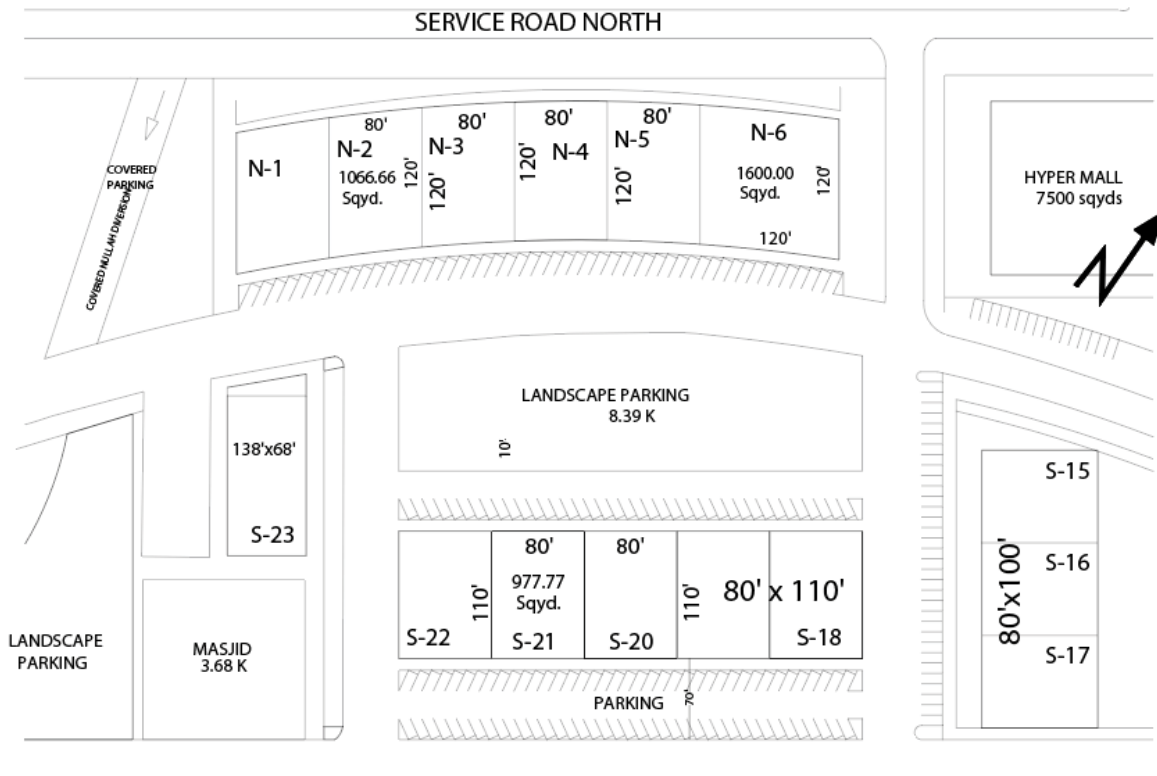 SERVICE ROAD NORTH
COVERED
PARKING
COVERED NULLAH DIVERSION
N-1
80'
N-2
1066.66
Sqyd.
120'
80'
N-3
120'
80'
120'
N-4
80'
N-5
120'
N-6
1600.00
Sqyd.
120'
120'
HYPER MALL
7500 sqyds
N
LANDSCAPE PARKING
8.39 K
10'
138'x68'
S-23
LANDSCAPE
PARKING
MASJID
3.68 K
110'
S-22
80'
977.77
Sqyd.
S-21
80'
S-20
110'
80' x 110'
S-18
PARKING
70'
S-15
S-16
80'x100'
S-17